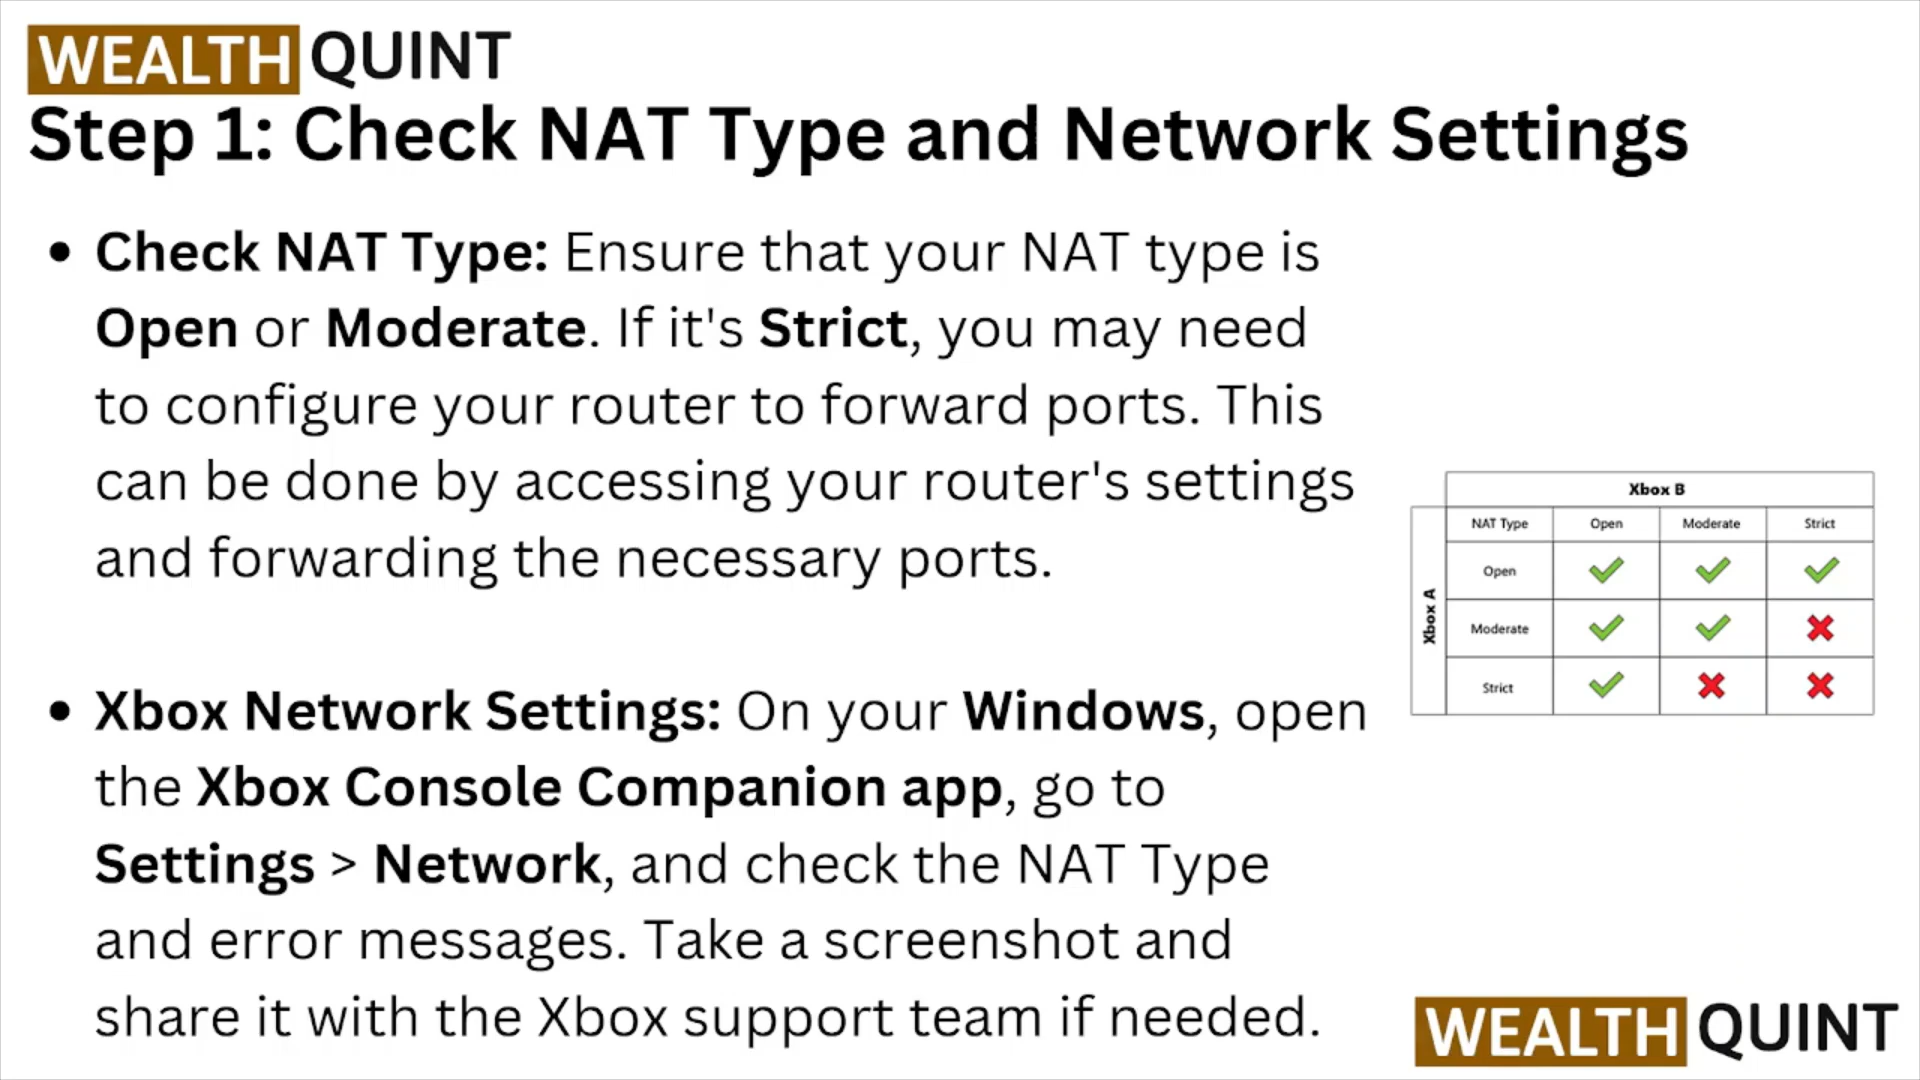 WEALTH QUINT
Step 1: Check NAT Type and Network Settings
• Check NAT Type: Ensure that your NAT type is
Open or Moderate. If it's Strict, you may need
to configure your router to forward ports. This
can be done by accessing your router's settings
and forwarding the necessary ports.
• Xbox Network Settings: On your Windows, open
the Xbox Console Companion app, go to
Settings > Network, and check the NAT Type
and error messages. Take a screenshot and
share it with the Xbox support team if needed.
Xbox B
NAT Type Open Moderate Strict
Xbox A
Open
Moderate
Strict
WEALTH QUINT